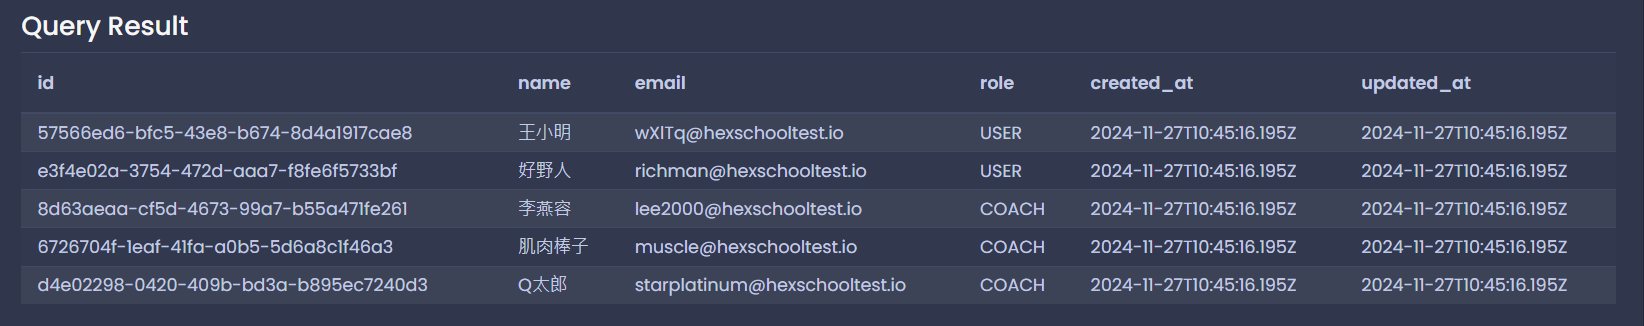 Query Result
id name email role created_at updated_at
57566ed6-bfc5-43e8-b674-8d4a1917cae8 王小明 wXlTq@hexschooltest.io USER 2024-11-27T10:45:16.195Z 2024-11-27T10:45:16.195Z
e3f4e02a-3754-472d-aaa7-f8fe6f5733bf 好野人 richman@hexschooltest.io USER 2024-11-27T10:45:16.195Z 2024-11-27T10:45:16.195Z
8d63aeaa-cf5d-4673-99a7-b55a471fe261 李燕容 lee2000@hexschooltest.io COACH 2024-11-27T10:45:16.195Z 2024-11-27T10:45:16.195Z
6726704f-1eaf-41fa-a0b5-5d6a8c1f46a3 肌肉棒子 muscle@hexschooltest.io COACH 2024-11-27T10:45:16.195Z 2024-11-27T10:45:16.195Z
d4e02298-0420-409b-bd3a-b895ec7240d3 Q太郎 starplatinum@hexschooltest.io COACH 2024-11-27T10:45:16.195Z 2024-11-27T10:45:16.195Z